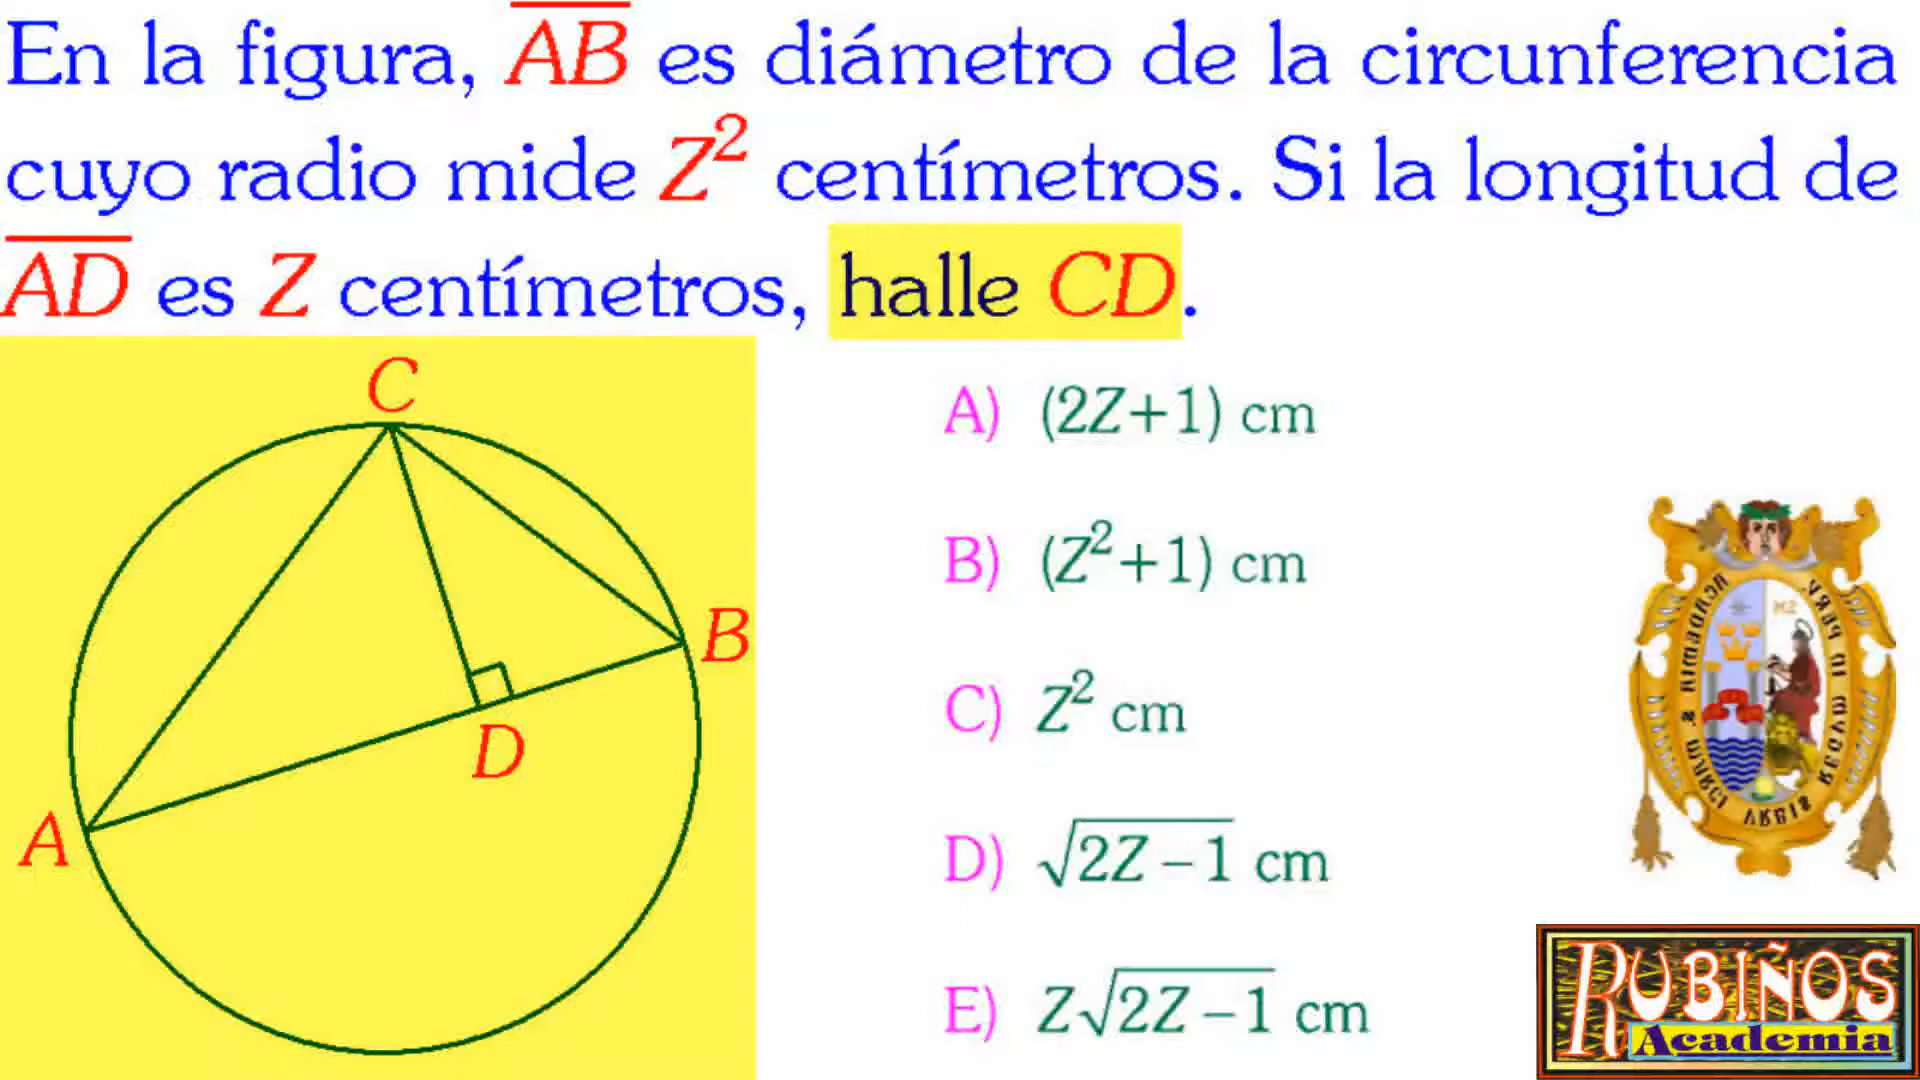 En la figura, AB es diámetro de la circunferencia
cuyo radio mide Z² centímetros. Si la longitud de
AD es Z centímetros, halle CD.
C
B
D
A
A) (2Z+1) cm
B) (Z²+1) cm
C) Z² cm
D) √2Z−1 cm
E) Z√2Z−1 cm
RUBIÑOS
Academia